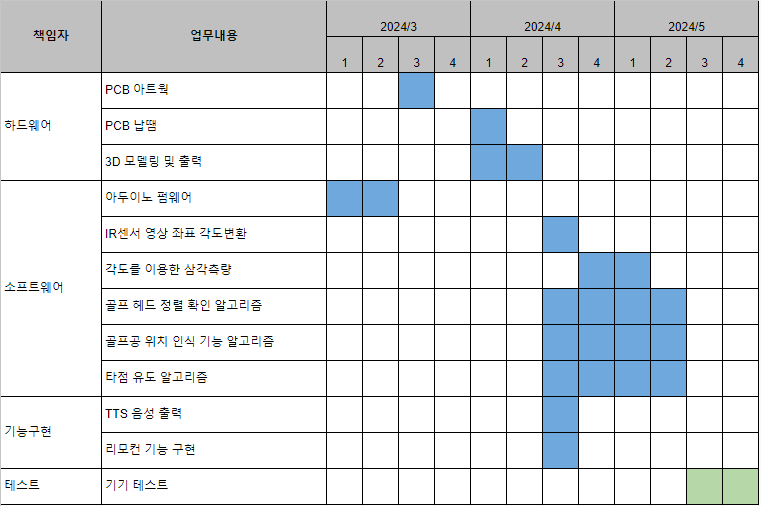 책임자 업무내용 2024/3 2024/4 2024/5
1 2 3 4 1 2 3 4 1 2 3 4
하드웨어 PCB 아트웍
PCB 납땜
3D 모델링 및 출력
소프트웨어 아두이노 펌웨어
IR센서 영상 좌표 각도변환
각도를 이용한 삼각측량
골프 헤드 정렬 확인 알고리즘
골프공 위치 인식 기능 알고리즘
타점 유도 알고리즘
기능구현 TTS 음성 출력
리모컨 기능 구현
테스트 기기 테스트